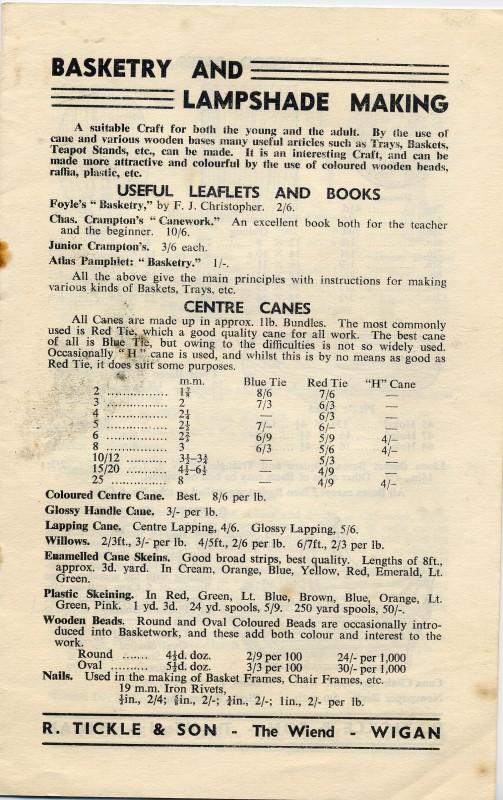 BASKETRY AND
LAMPSHADE MAKING
A suitable Craft for both the young and the adult. By the use of
cane and various wooden bases many useful articles such as Trays, Baskets,
Teapot Stands, etc., can be made. It is an interesting Craft, and can be
made more attractive and colourful by the use of coloured wooden beads,
raffia, plastic, etc.
USEFUL LEAFLETS AND BOOKS
Foyle's "Basketry," by F. J. Christopher. 2/6.
Chas. Crampton's "Canework." An excellent book both for the teacher
and the beginner. 10/6.
Junior Crampton's. 3/6 each.
Atlas Pamphlet: "Basketry." 1/-.
All the above give the main principles with instructions for making
various kinds of Baskets, Trays, etc.
CENTRE CANES
All Canes are made up in approx. 1lb. Bundles. The most commonly
used is Red Tie, which a good quality cane for all work. The best cane
of all is Blue Tie, but owing to the difficulties is not so widely used.
Occasionally "H" cane is used, and whilst this is by no means as good as
Red Tie, it does suit some purposes.
m.m. Blue Tie Red Tie "H" Cane
2 ............... 1⅞ 8/6 7/6 —
3 ............... 2 7/3 6/3 —
4 ............... 2¼ — 6/3 —
5 ............... 2½ 7/- 6/- —
6 ............... 6/9 5/9 4/-
8 ............... 3 6/3 5/6 4/-
10/12 ............ 3½-3¾ — 5/3 —
15/20 ............ 4½-6½ — 4/9 —
25 ............... 8 — 4/9 4/-
Coloured Centre Cane. Best. 8/6 per lb.
Glossy Handle Cane. 3/- per lb.
Lapping Cane. Centre Lapping, 4/6. Glossy Lapping, 5/6.
Willows. 2/3ft., 3/- per lb. 4/5ft., 2/6 per lb. 6/7ft., 2/3 per lb.
Enamelled Cane Skeins. Good broad strips, best quality. Lengths of 8ft.,
approx. 3d. yard. In Cream, Orange, Blue, Yellow, Red, Emerald, Lt.
Green.
Plastic Skeining. In Red, Green, Lt. Blue, Brown, Blue, Orange, Lt.
Green, Pink. 1 yd. 3d. 24 yd. spools, 5/9. 250 yard spools, 50/-.
Wooden Beads. Round and Oval Coloured Beads are occasionally intro-
duced into Basketwork, and these add both colour and interest to the
work.
Round ...... 4½d. doz. 2/9 per 100 24/- per 1,000
Oval ......... 5½d. doz. 3/3 per 100 30/- per 1,000
Nails. Used in the making of Basket Frames, Chair Frames, etc.
19 m.m. Iron Rivets,
½in., 2/4; ⅝in., 2/-; ¾in., 2/-; 1in., 2/- per lb.
R. TICKLE & SON - The Wiend - WIGAN